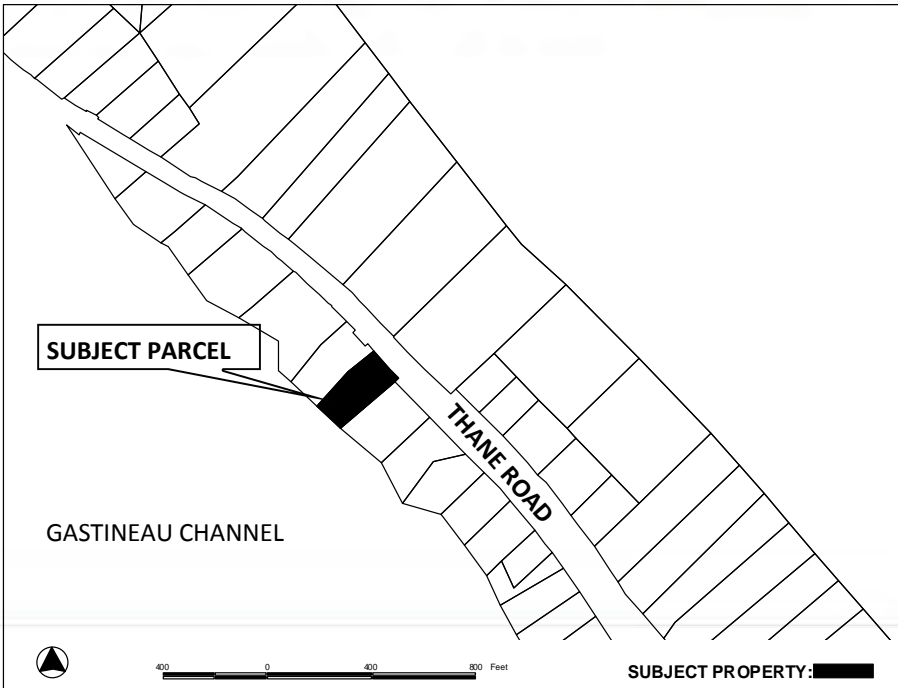 SUBJECT PARCEL
THANE ROAD
GASTINEAU CHANNEL
400 0 400 800 Feet
SUBJECT PROPERTY: